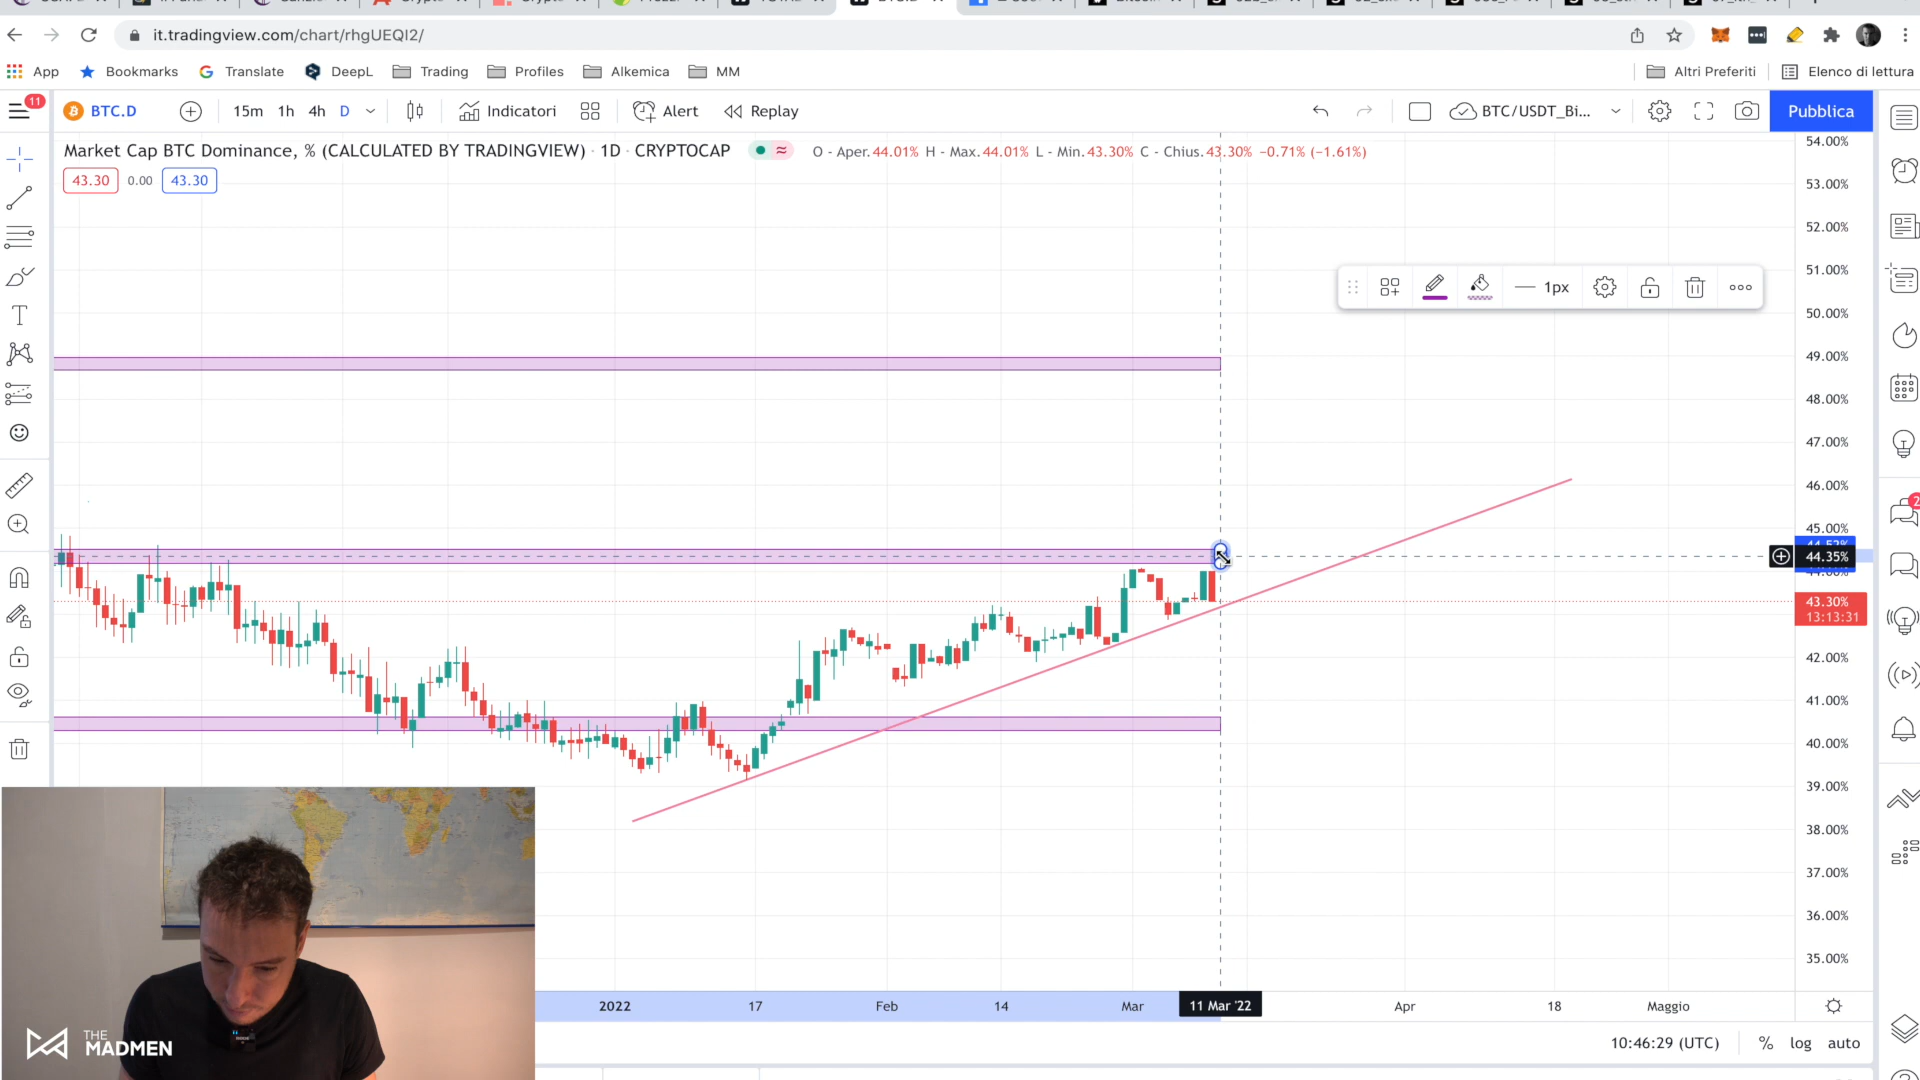 it.tradingview.com/chart/rhgUEQI2/
App Bookmarks Translate DeepL Trading Profiles Alkemica MM Altri Preferiti Elenco di lettura
11 BTC.D 15m 1h 4h D Indicatori Alert Replay BTC/USDT_Bi... Pubblica
Market Cap BTC Dominance, % (CALCULATED BY TRADINGVIEW) · 1D · CRYPTOCAP O - Aper.44.01% H - Max.44.01% L - Min.43.30% C - Chius.43.30% −0.71% (−1.61%)
43.30 0.00 43.30
54.00%
53.00%
52.00%
51.00%
1px
50.00%
49.00%
48.00%
47.00%
46.00%
2
45.00%
44.35%
43.30%
13:13:31
42.00%
41.00%
40.00%
39.00%
38.00%
37.00%
36.00%
35.00%
2022 17 Feb 14 Mar 11 Mar '22 Apr 18 Maggio
THE
MADMEN
10:46:29 (UTC) % log auto